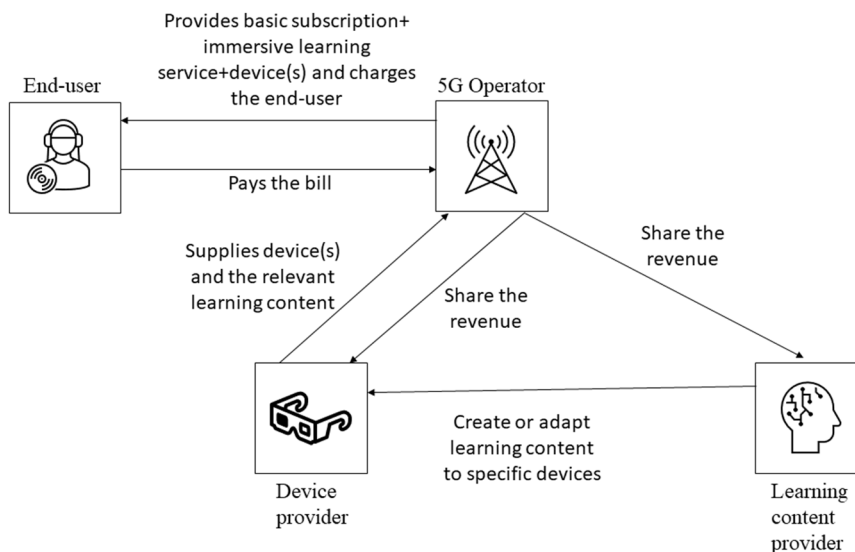 Provides basic subscription+
immersive learning
service+device(s) and charges
the end-user
End-user
5G Operator
Pays the bill
Supplies device(s)
and the relevant
learning content
Share the
revenue
Share the
revenue
Create or adapt
learning content
to specific devices
Device
provider
Learning
content
provider